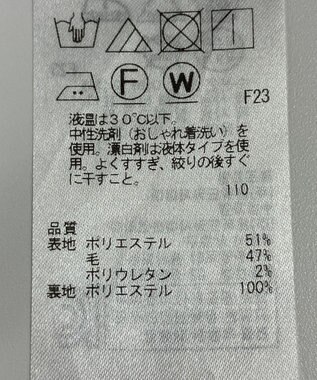 F W
F23
液温は30℃以下。
中性洗剤(おしゃれ着洗い)を
使用。漂白剤は液体タイプを使
用。よくすすぎ、絞りの後すぐ
に干すこと。
110
品質
表地 ポリエステル 51%
毛 47%
ポリウレタン 2%
裏地 ポリエステル 100%